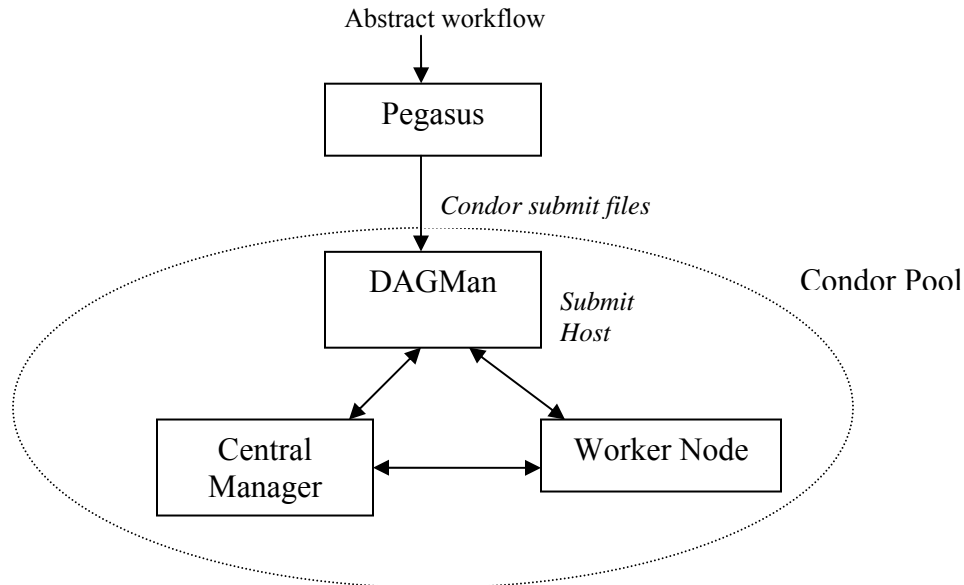 Abstract workflow
Pegasus
Condor submit files
DAGMan
Condor Pool
Submit
Host
Central
Manager
Worker Node